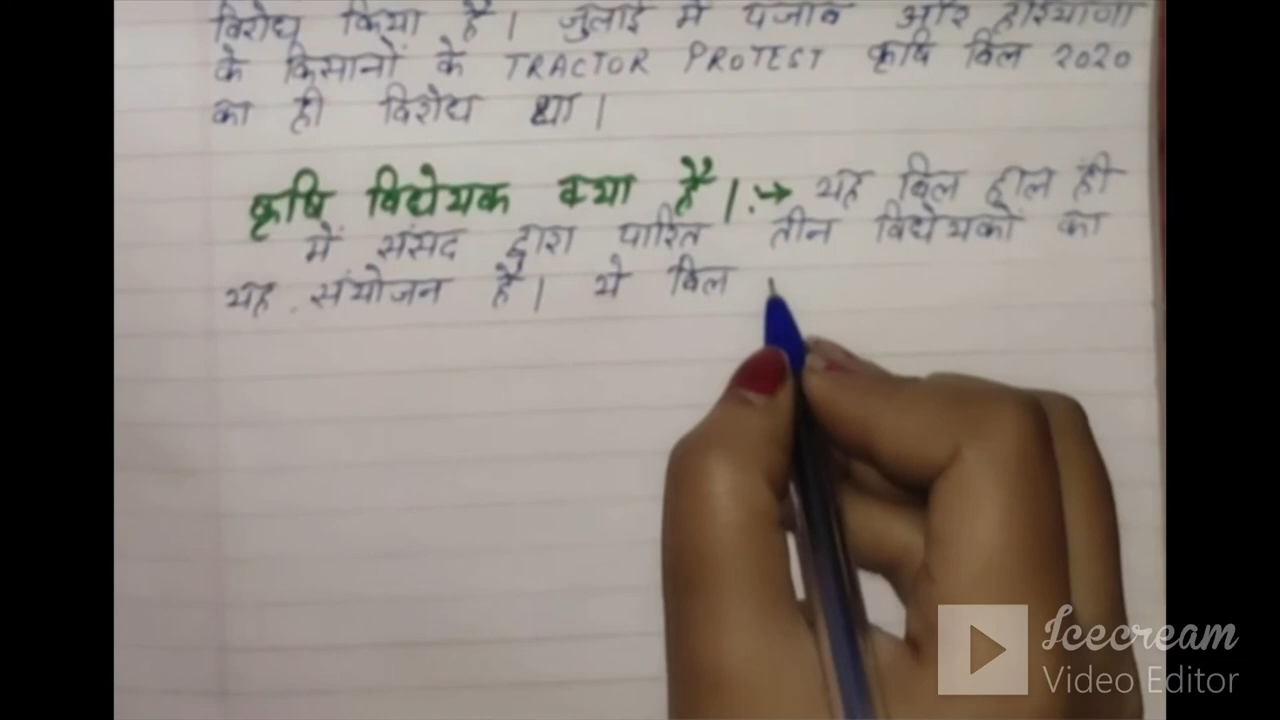 विरोध किया है। जुलाई में पंजाब और हरियाणा
के किसानों के TRACTOR PROTEST कृषि बिल 2020
का ही विरोध था।
कृषि विधेयक क्या है।.→ यह बिल हाल ही
में संसद द्वारा पारित तीन विधेयकों का
यह संयोजन है। ये बिल
Icecream
Video Editor